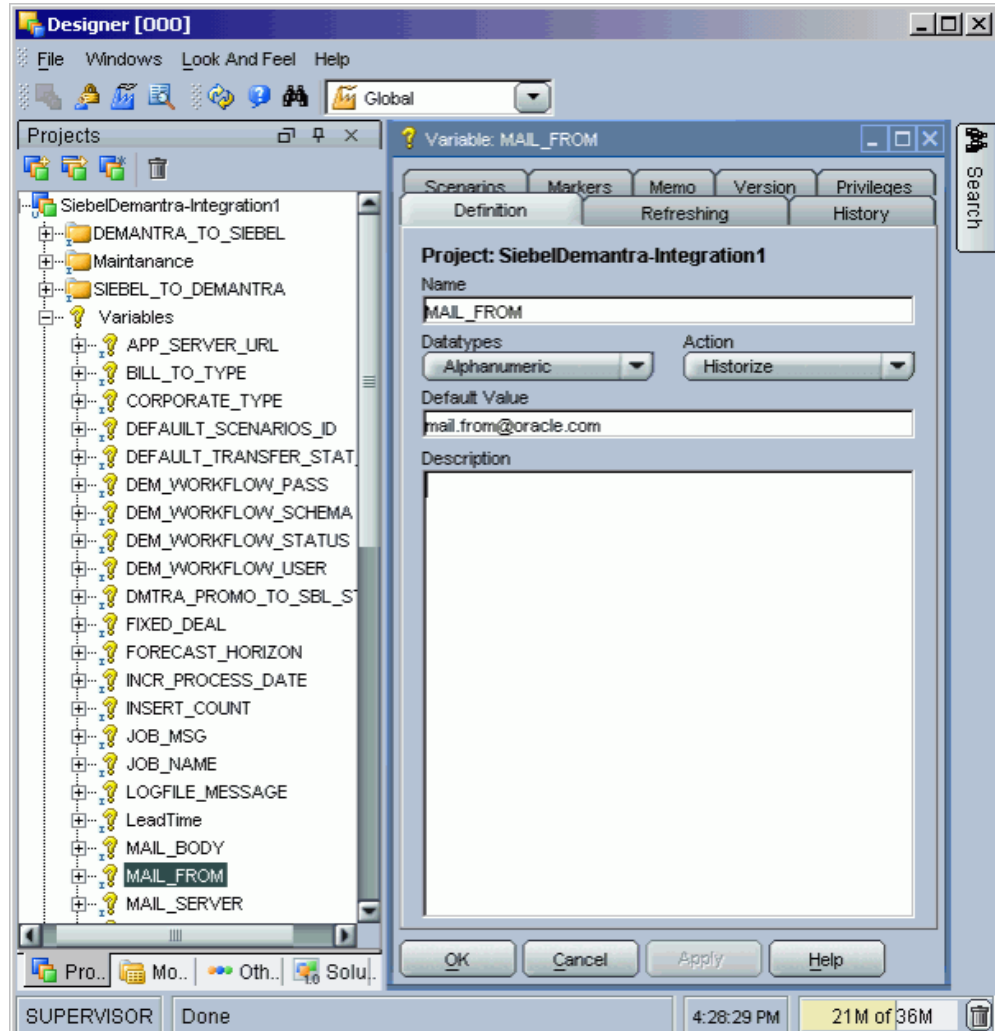 Designer [000]
File Windows Look And Feel Help
Global
Projects
SiebelDemantra-Integration1
DEMANTRA_TO_SIEBEL
Maintanance
SIEBEL_TO_DEMANTRA
Variables
APP_SERVER_URL
BILL_TO_TYPE
CORPORATE_TYPE
DEFAUILT_SCENARIOS_ID
DEFAULT_TRANSFER_STAT_
DEM_WORKFLOW_PASS
DEM_WORKFLOW_SCHEMA
DEM_WORKFLOW_STATUS
DEM_WORKFLOW_USER
DMTRA_PROMO_TO_SBL_ST
FIXED_DEAL
FORECAST_HORIZON
INCR_PROCESS_DATE
INSERT_COUNT
JOB_MSG
JOB_NAME
LOGFILE_MESSAGE
LeadTime
MAIL_BODY
MAIL_FROM
MAIL_SERVER
Pro.. Mo.. Oth.. Solu..
Variable: MAIL_FROM
Scenarios Markers Memo Version Privileges
Definition Refreshing History
Project: SiebelDemantra-Integration1
Name
MAIL_FROM
Datatypes Action
Alphanumeric Historize
Default Value
mail.from@oracle.com
Description
OK Cancel Apply Help
Search
SUPERVISOR Done 4:28:29 PM 21M of 36M